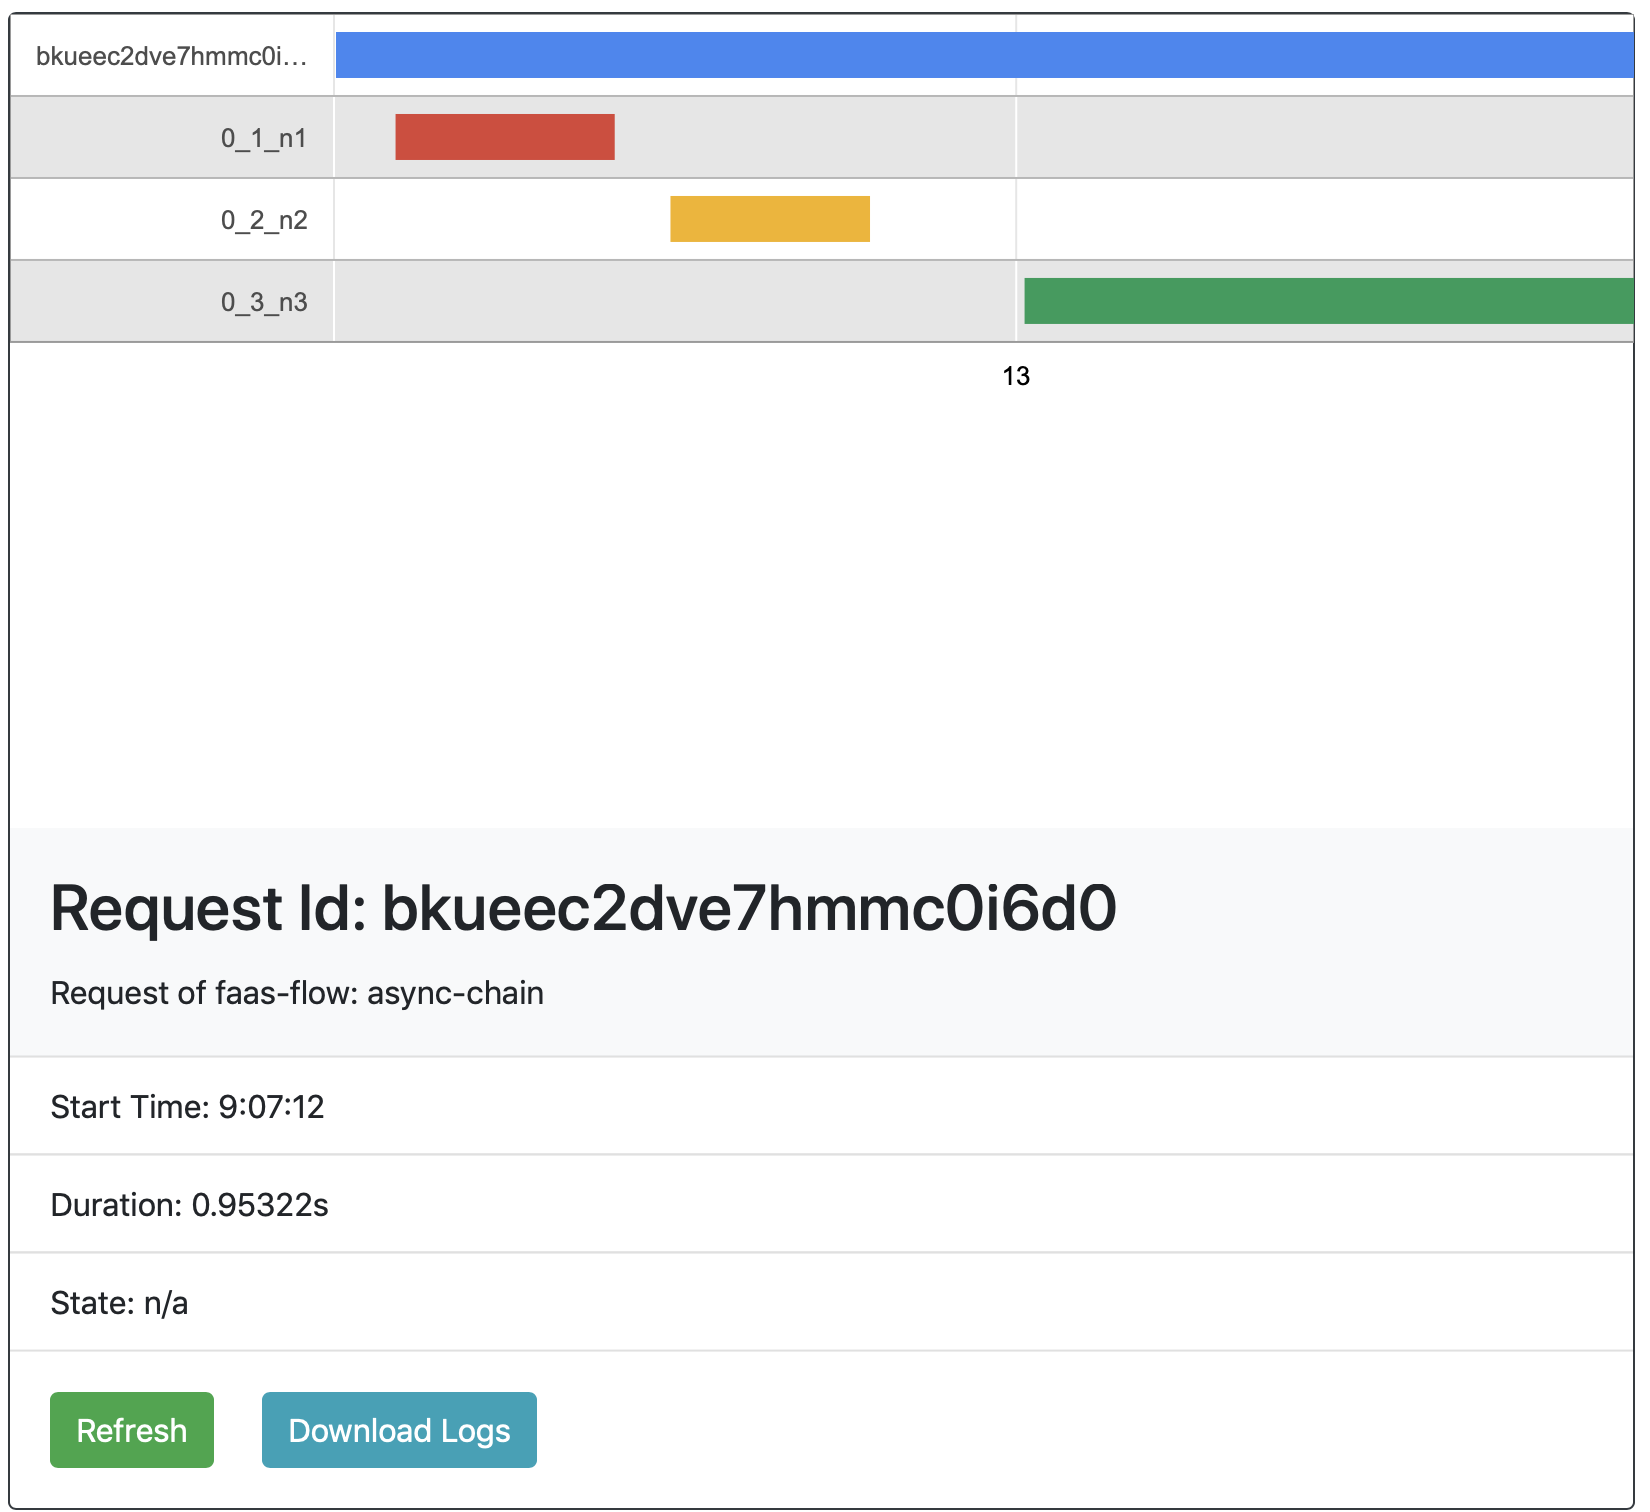 bkueec2dve7hmmc0i…
0_1_n1
0_2_n2
0_3_n3
13
Request Id: bkueec2dve7hmmc0i6d0
Request of faas-flow: async-chain
Start Time: 9:07:12
Duration: 0.95322s
State: n/a
Refresh Download Logs